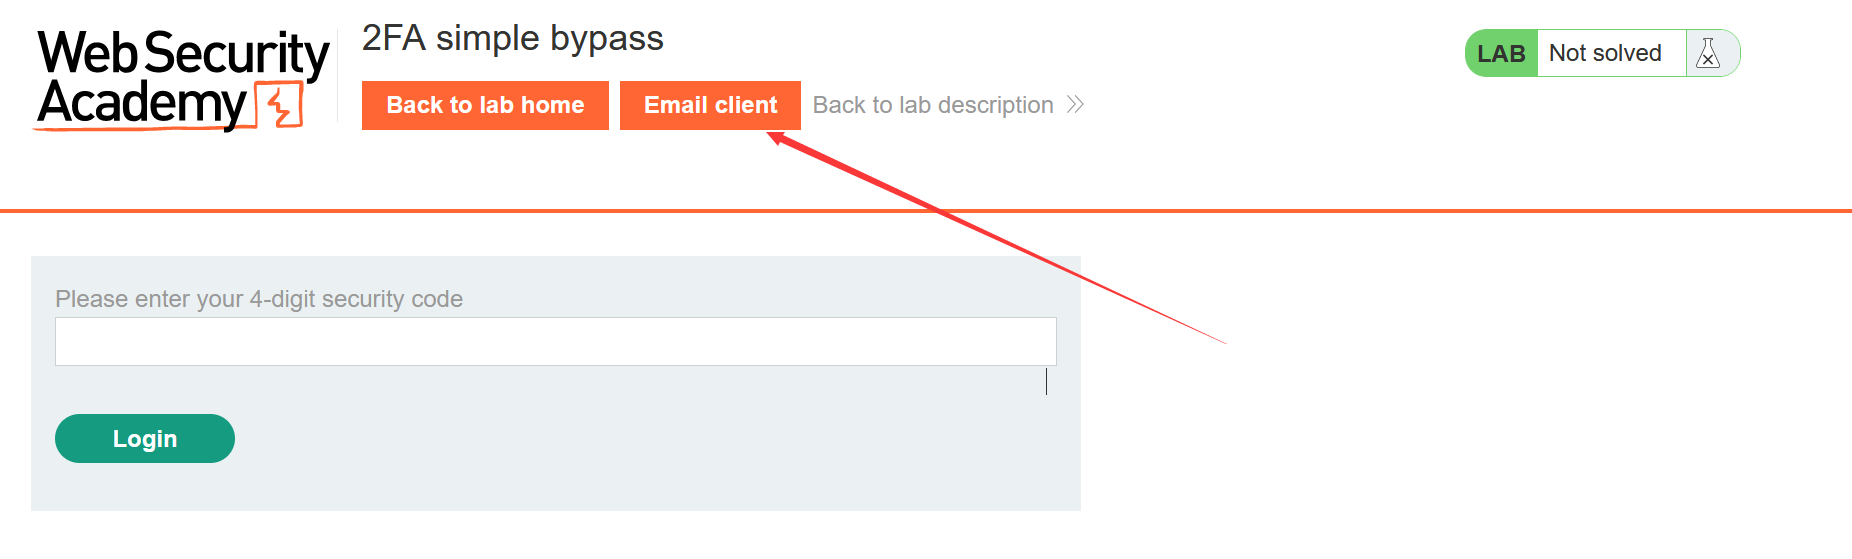 Web Security
Academy
2FA simple bypass
Back to lab home
Email client
Back to lab description
LAB
Not solved
Please enter your 4-digit security code
Login